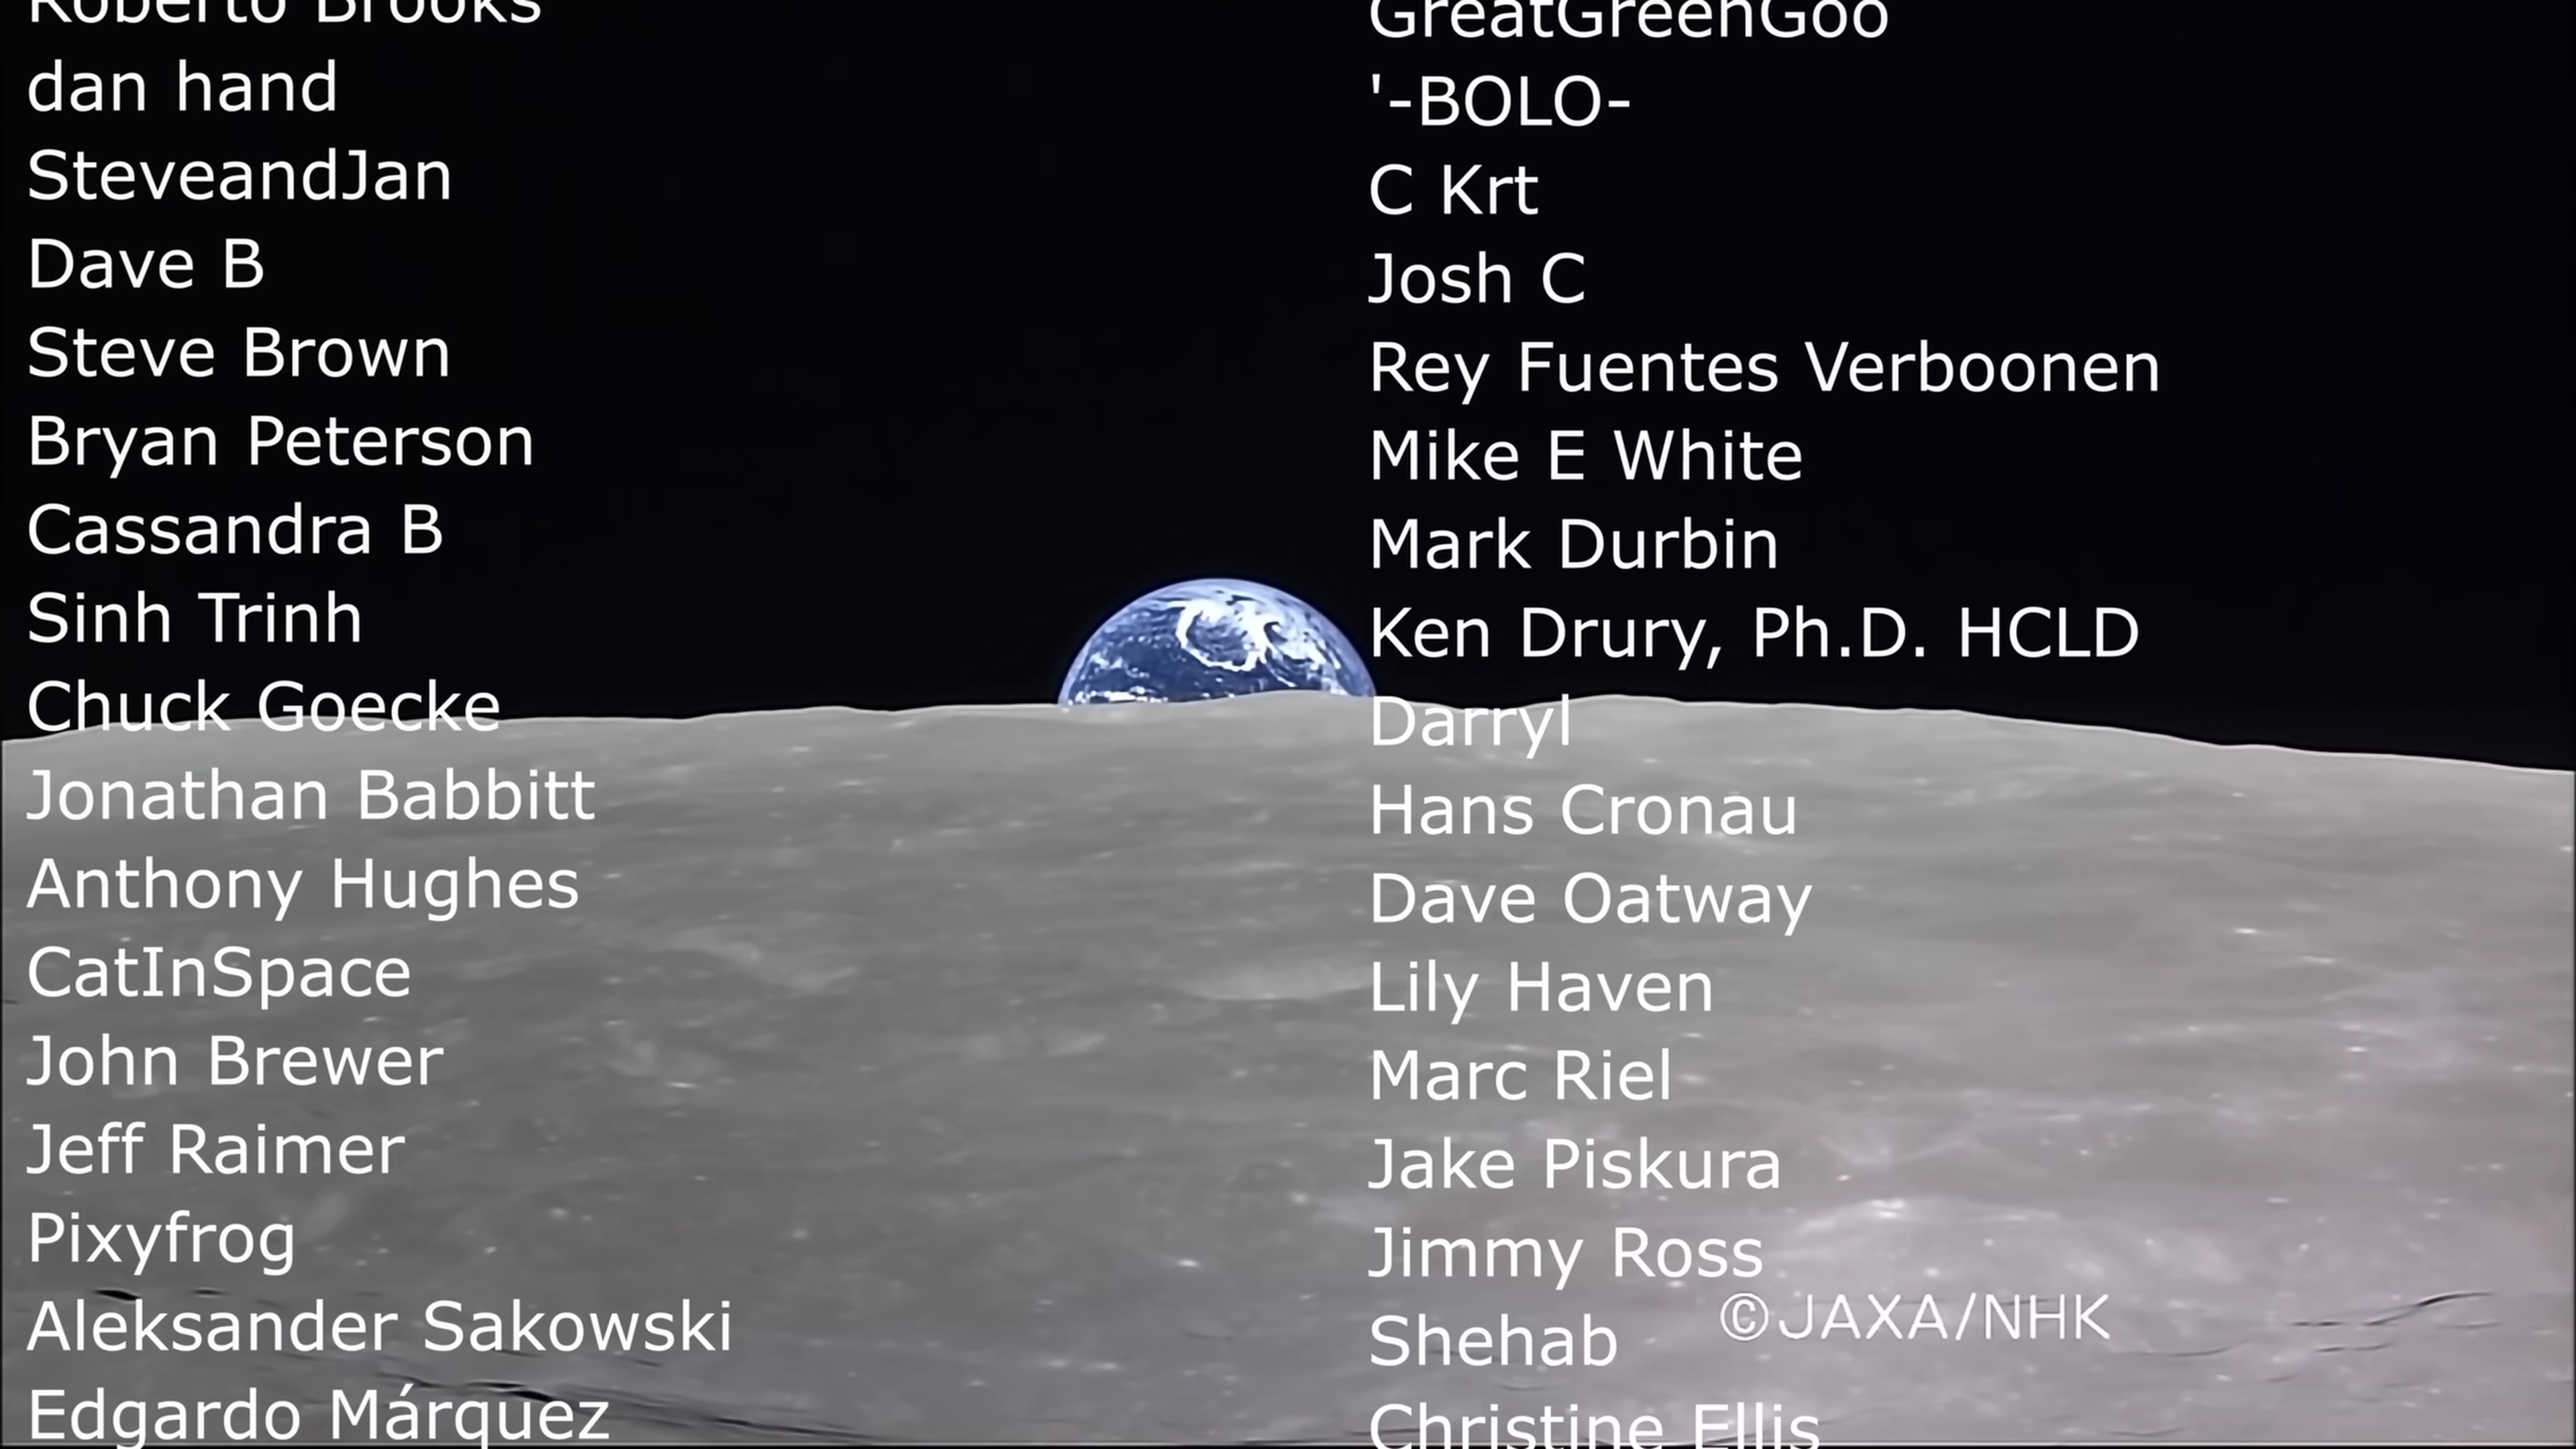 Roberto Brooks
dan hand
SteveandJan
Dave B
Steve Brown
Bryan Peterson
Cassandra B
Sinh Trinh
Chuck Goecke
Jonathan Babbitt
Anthony Hughes
CatInSpace
John Brewer
Jeff Raimer
Pixyfrog
Aleksander Sakowski
Edgardo Márquez
GreatGreenGoo
'-BOLO-
C Krt
Josh C
Rey Fuentes Verboonen
Mike E White
Mark Durbin
Ken Drury, Ph.D. HCLD
Darryl
Hans Cronau
Dave Oatway
Lily Haven
Marc Riel
Jake Piskura
Jimmy Ross
Shehab
Christine Ellis
©JAXA/NHK